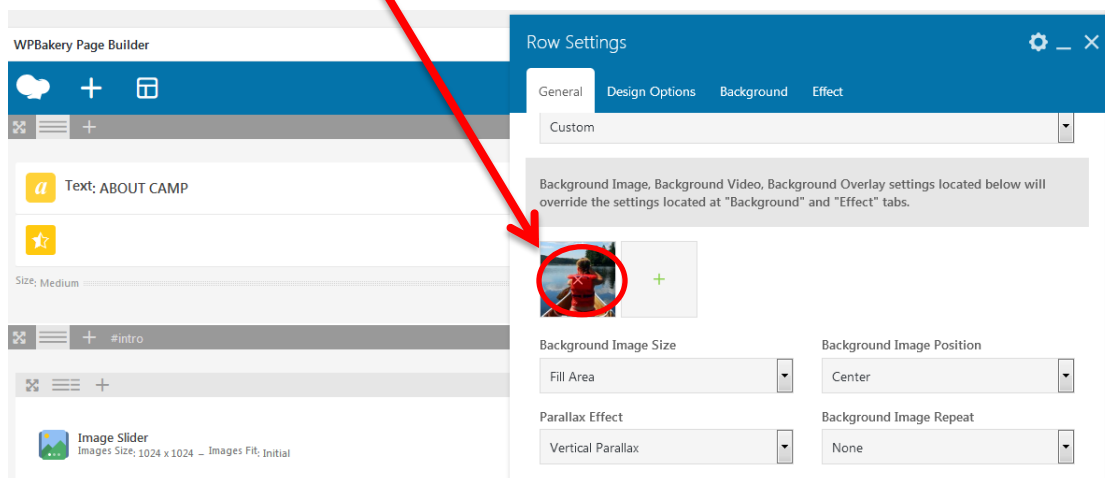 WPBakery Page Builder
Text: ABOUT CAMP
Size: Medium
#intro
Image Slider
Images Size: 1024 x 1024 – Images Fit: Initial
Row Settings
General Design Options Background Effect
Custom
Background Image, Background Video, Background Overlay settings located below will
override the settings located at "Background" and "Effect" tabs.
Background Image Size
Fill Area
Background Image Position
Center
Parallax Effect
Vertical Parallax
Background Image Repeat
None